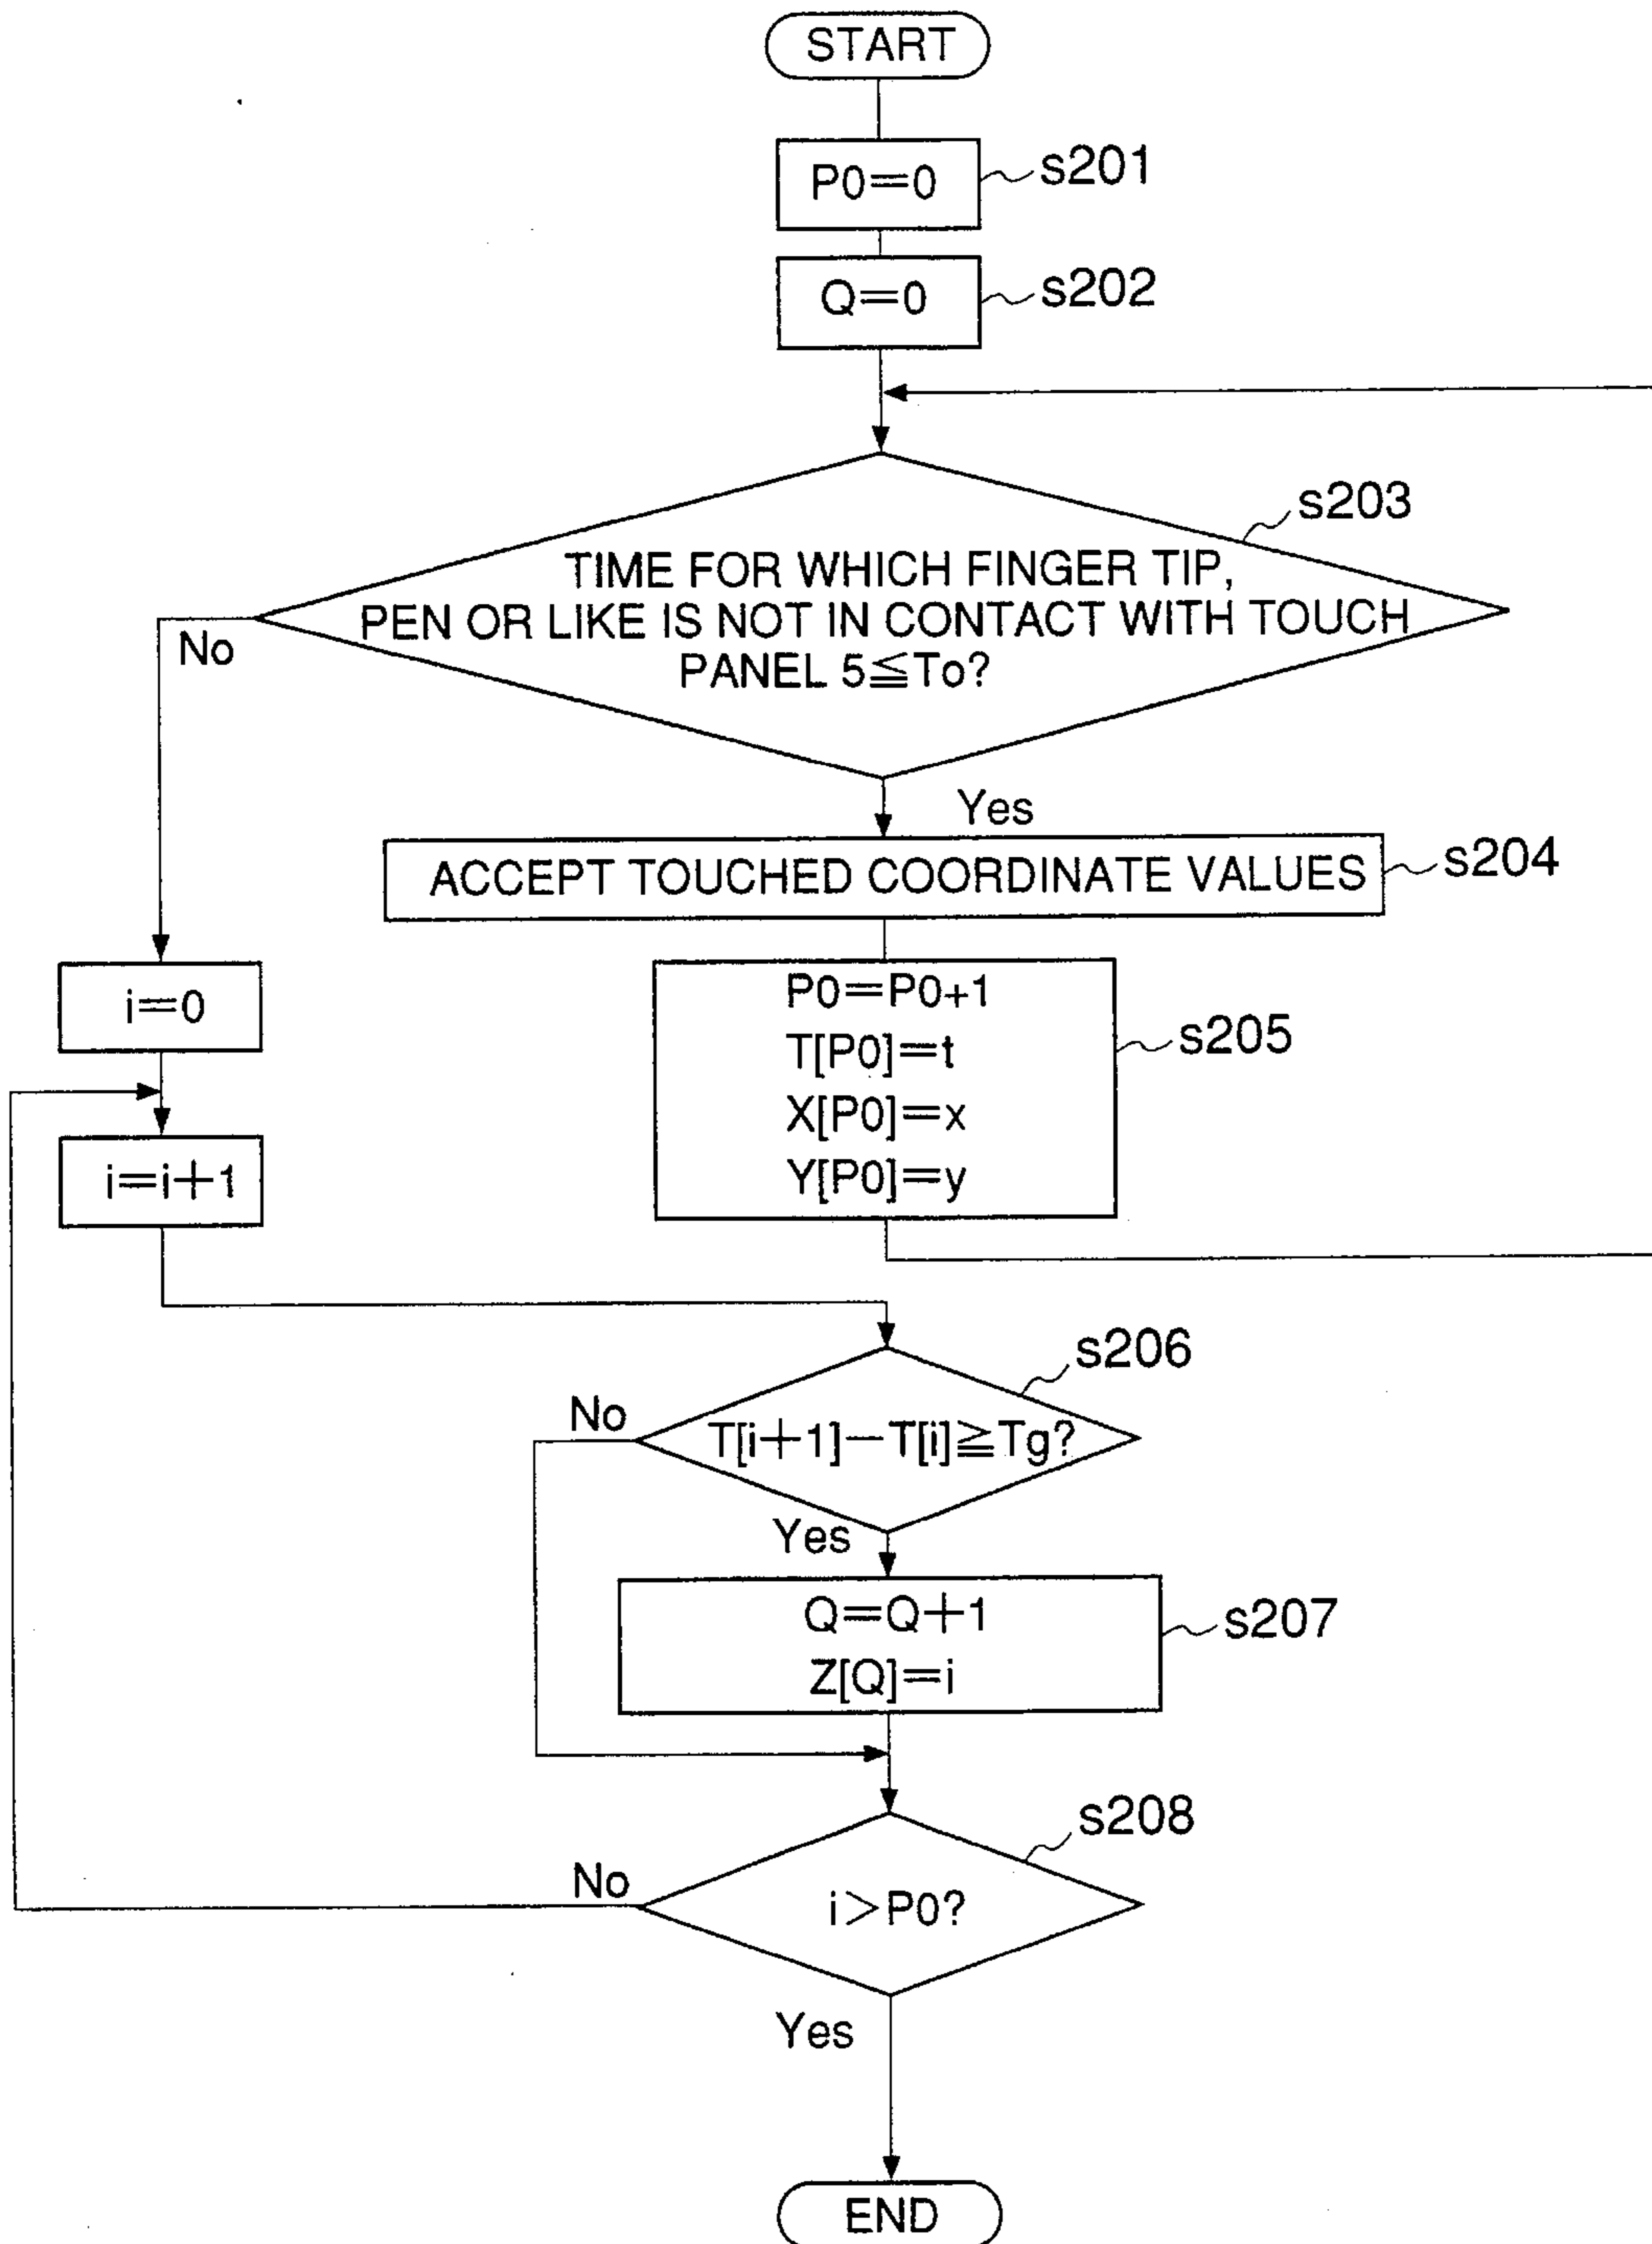 START
P0=0
s201
Q=0
s202
s203
TIME FOR WHICH FINGER TIP,
PEN OR LIKE IS NOT IN CONTACT WITH TOUCH
PANEL 5≦To?
No
Yes
ACCEPT TOUCHED COORDINATE VALUES
s204
i=0
P0=P0+1
T[P0]=t
X[P0]=x
Y[P0]=y
s205
i=i+1
s206
No
T[i+1]-T[i]≧Tg?
Yes
Q=Q+1
Z[Q]=i
s207
s208
No
i>P0?
Yes
END